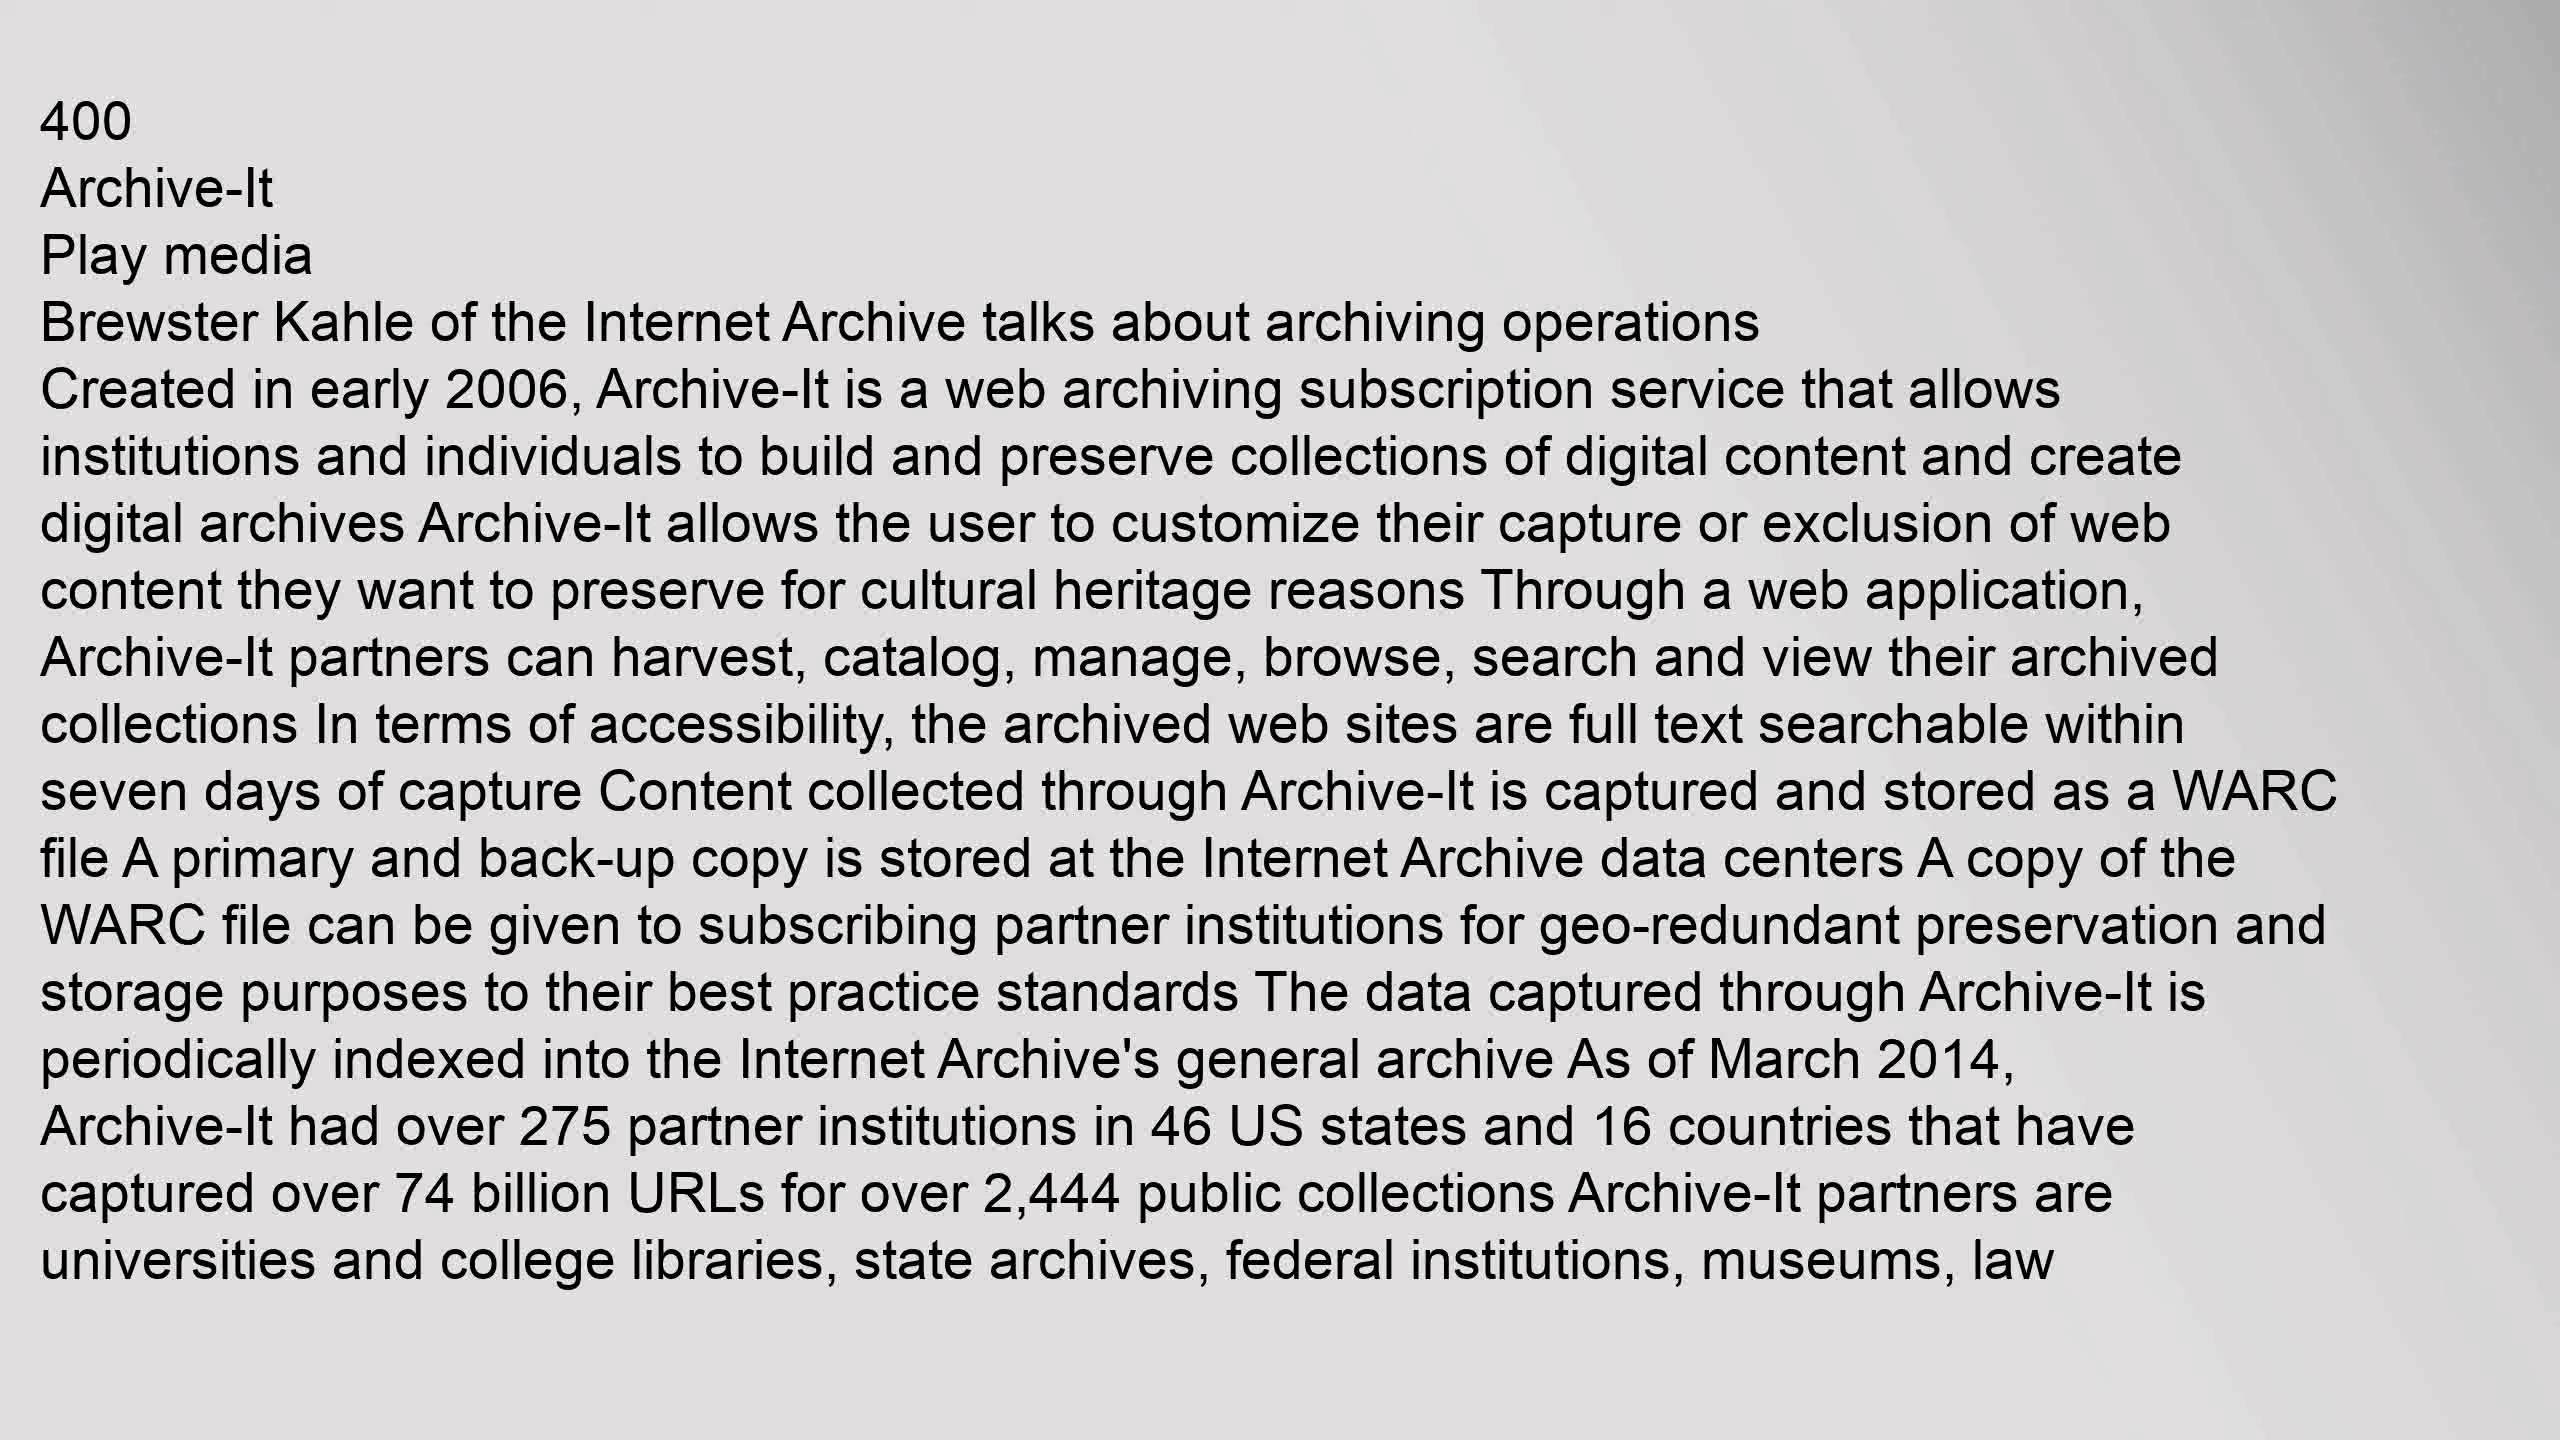 400
Archive-It
Play media
Brewster Kahle of the Internet Archive talks about archiving operations
Created in early 2006, Archive-It is a web archiving subscription service that allows
institutions and individuals to build and preserve collections of digital content and create
digital archives Archive-It allows the user to customize their capture or exclusion of web
content they want to preserve for cultural heritage reasons Through a web application,
Archive-It partners can harvest, catalog, manage, browse, search and view their archived
collections In terms of accessibility, the archived web sites are full text searchable within
seven days of capture Content collected through Archive-It is captured and stored as a WARC
file A primary and back-up copy is stored at the Internet Archive data centers A copy of the
WARC file can be given to subscribing partner institutions for geo-redundant preservation and
storage purposes to their best practice standards The data captured through Archive-It is
periodically indexed into the Internet Archive's general archive As of March 2014,
Archive-It had over 275 partner institutions in 46 US states and 16 countries that have
captured over 74 billion URLs for over 2,444 public collections Archive-It partners are
universities and college libraries, state archives, federal institutions, museums, law